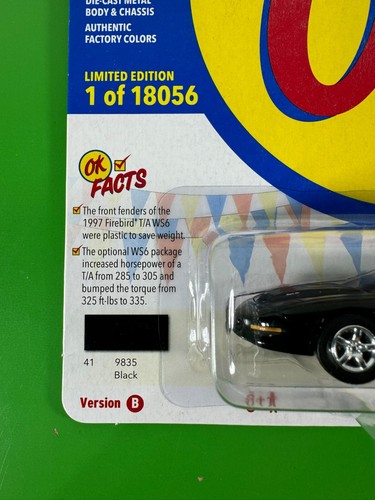 DIE-CAST METAL
BODY & CHASSIS
AUTHENTIC
FACTORY COLORS
LIMITED EDITION
1 of 18056
OK
FACTS
The front fenders of the
1997 Firebird† T/A WS6
were plastic to save weight.
The optional WS6 package
increased horsepower of a
T/A from 285 to 305 and
bumped the torque from
325 ft-lbs to 335.
41 9835
Black
Version B